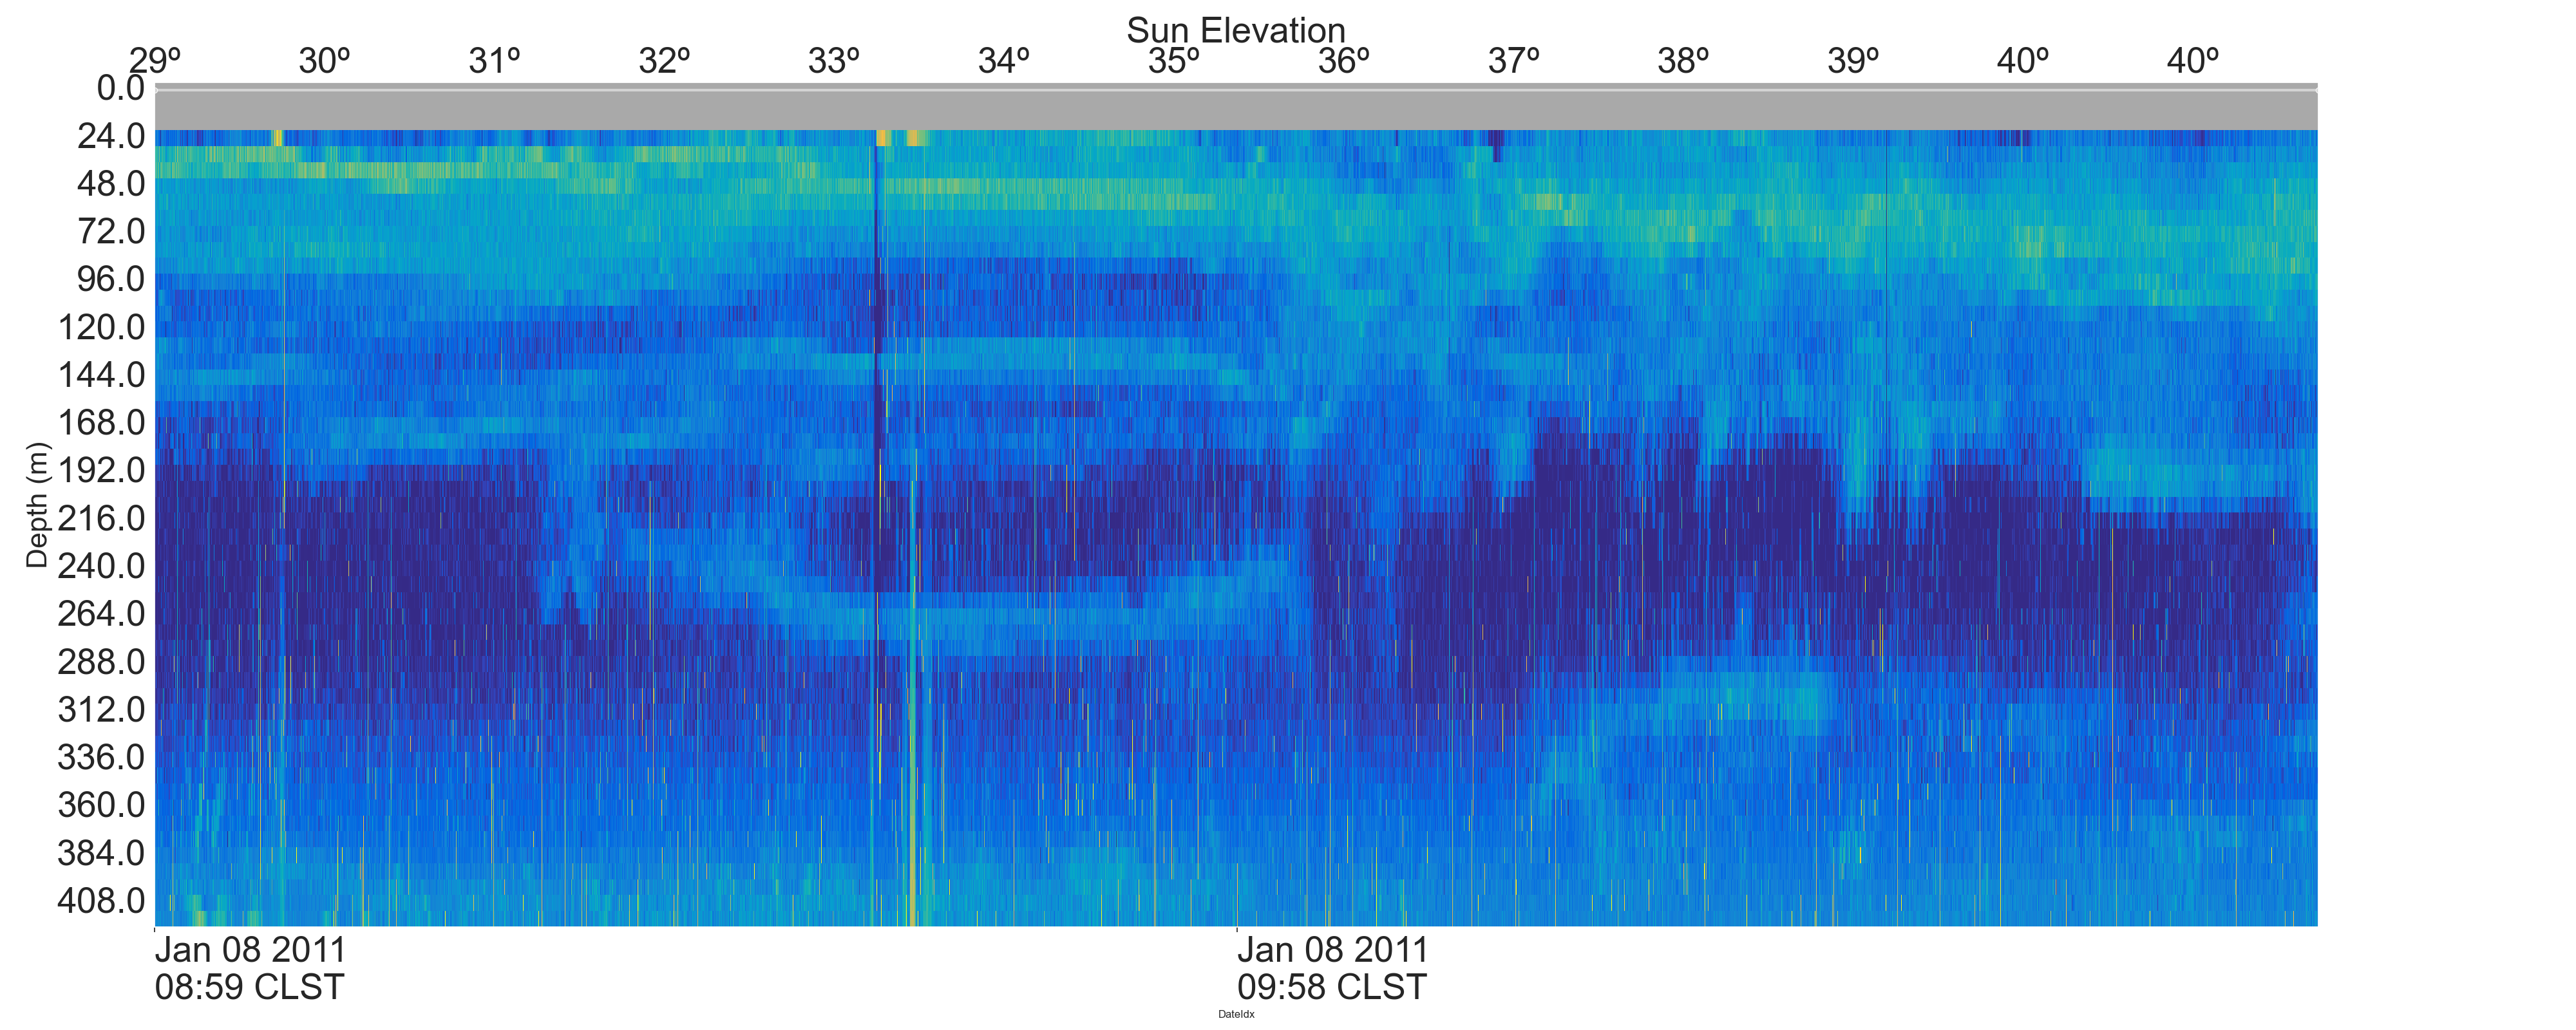 Sun Elevation
29º 30º 31º 32º 33º 34º 35º 36º 37º 38º 39º 40º 40º
0.0
24.0
48.0
72.0
96.0
120.0
144.0
168.0
192.0
216.0
240.0
264.0
288.0
312.0
336.0
360.0
384.0
408.0
Depth (m)
Jan 08 2011
08:59 CLST
Jan 08 2011
09:58 CLST
DateIdx